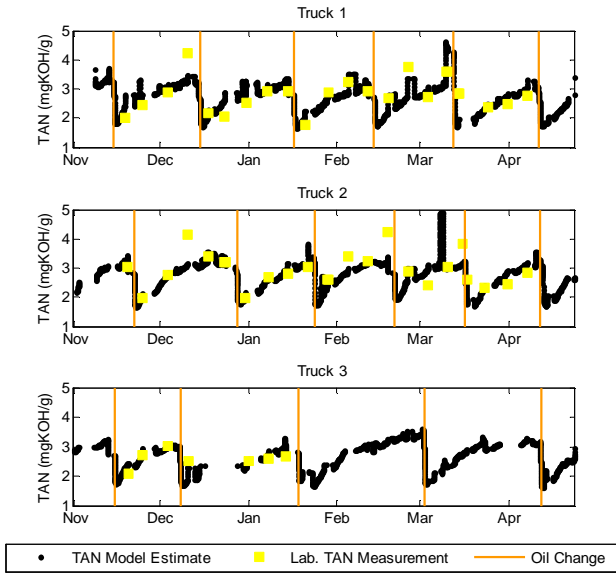 Truck 1
TAN (mgKOH/g)
5
4
3
2
1
Nov Dec Jan Feb Mar Apr
Truck 2
TAN (mgKOH/g)
5
4
3
2
1
Nov Dec Jan Feb Mar Apr
Truck 3
TAN (mgKOH/g)
5
4
3
2
1
Nov Dec Jan Feb Mar Apr
TAN Model Estimate Lab. TAN Measurement Oil Change